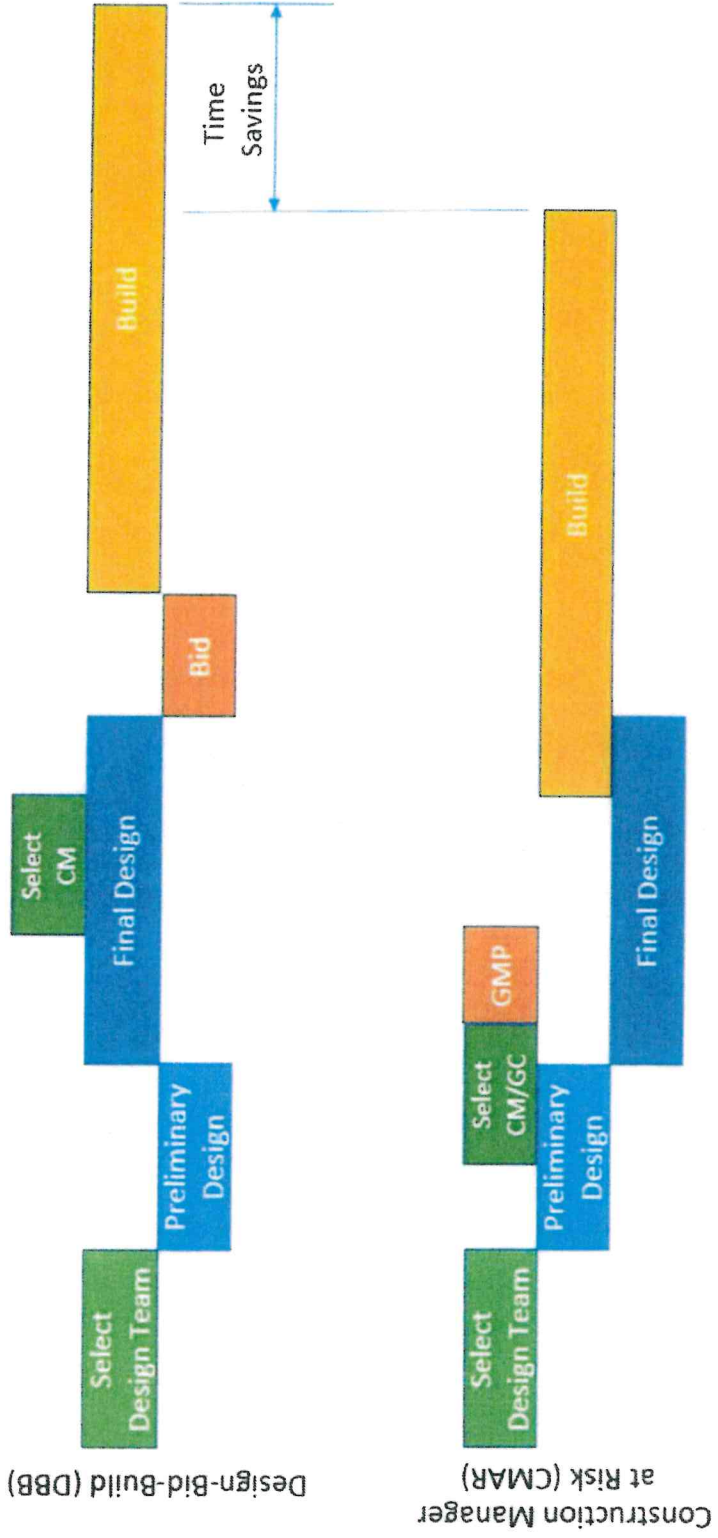 Design-Bid-Build (DBB)
Select
Design Team
Preliminary
Design
Final Design
Select
CM
Bid
Build
Time
Savings
Construction Manager
at Risk (CMAR)
Select
Design Team
Preliminary
Design
Select
CM/GC
GMP
Final Design
Build